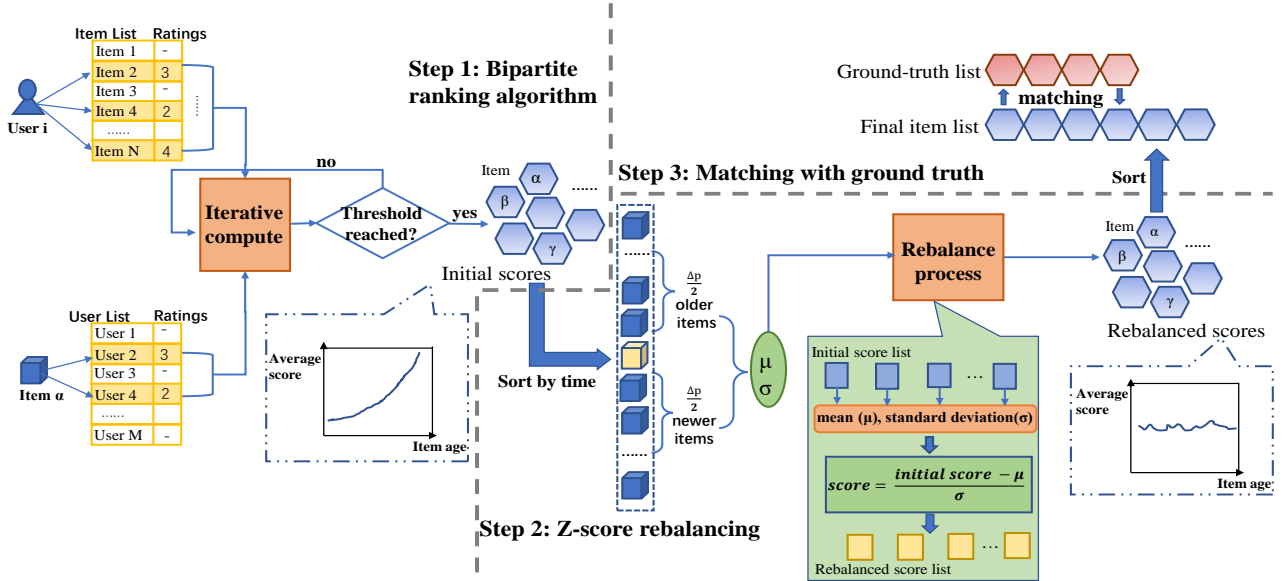 Item List Ratings
Item 1 -
Item 2 3
Item 3 -
Item 4 2
...... 
Item N 4
User i
Step 1: Bipartite
ranking algorithm
no
Iterative
compute
Threshold
reached?
yes
Item
α
β
γ
......
Initial scores
User List Ratings
User 1 -
User 2 3
User 3 -
User 4 2
......
User M -
Item α
Average
score
Item age
Sort by time
Step 2: Z-score rebalancing
......
Δp
2
older
items
Δp
2
newer
items
......
μ
σ
Rebalance
process
Initial score list
...
mean (μ), standard deviation(σ)
score = initial score − μ
σ
...
Rebalanced score list
Item
α
β
γ
......
Rebalanced scores
Average
score
Item age
Sort
Step 3: Matching with ground truth
Ground-truth list
matching
Final item list